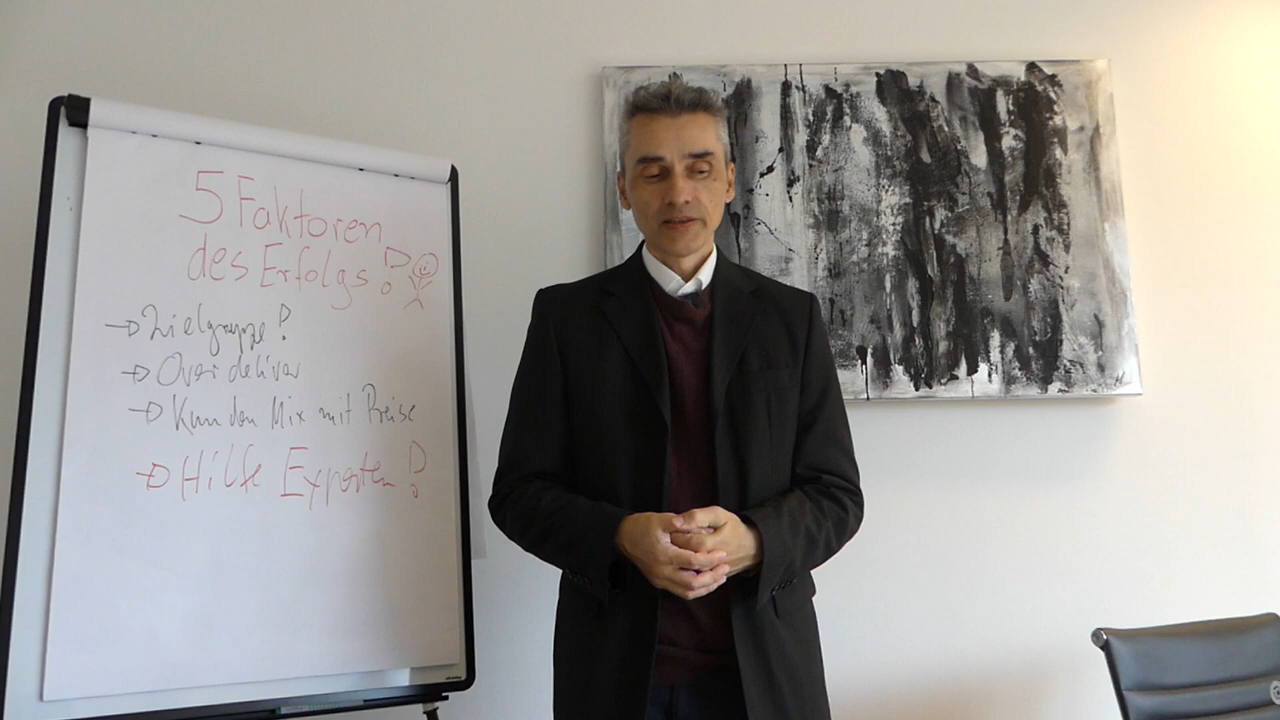 5 Faktoren
des Erfolgs!
→ Zielgruppe!
→ Over deliver
→ Kunden Mix mit Preise
→ Hilfe Experten!